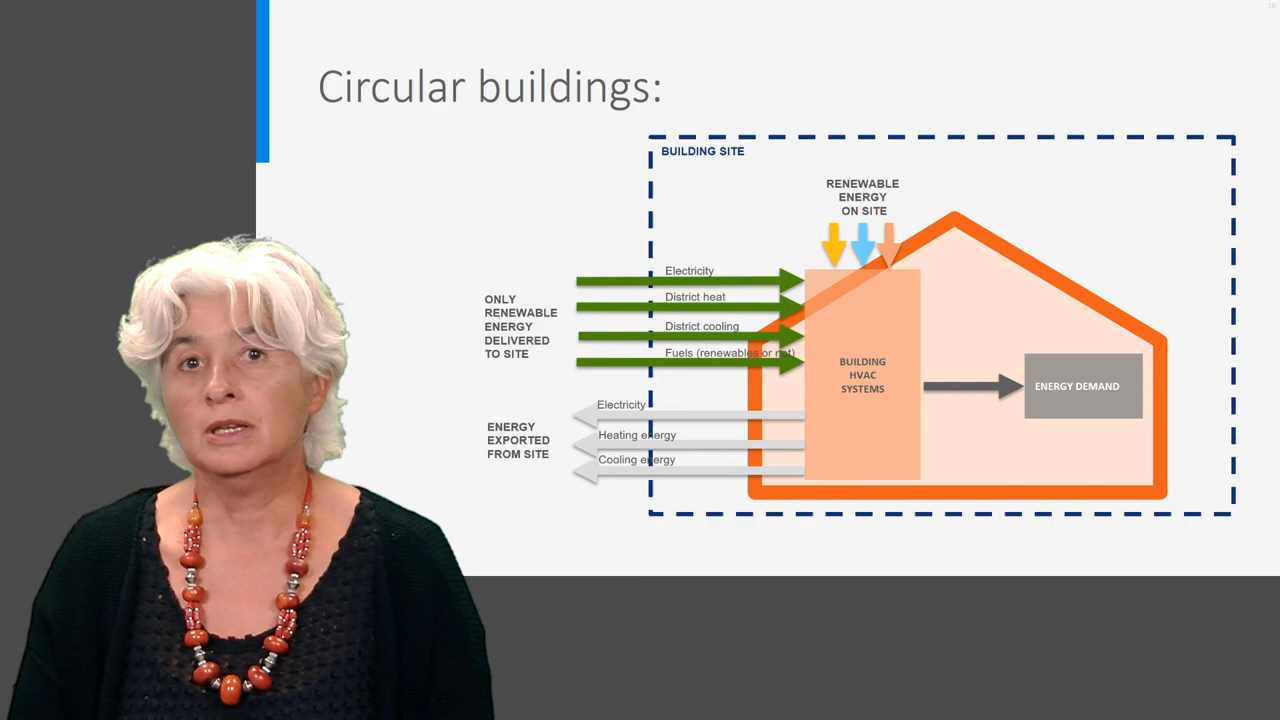 16
Circular buildings:
BUILDING SITE
RENEWABLE
ENERGY
ON SITE
Electricity
District heat
District cooling
Fuels (renewables or not)
ONLY
RENEWABLE
ENERGY
DELIVERED
TO SITE
BUILDING
HVAC
SYSTEMS
ENERGY DEMAND
Electricity
Heating energy
Cooling energy
ENERGY
EXPORTED
FROM SITE